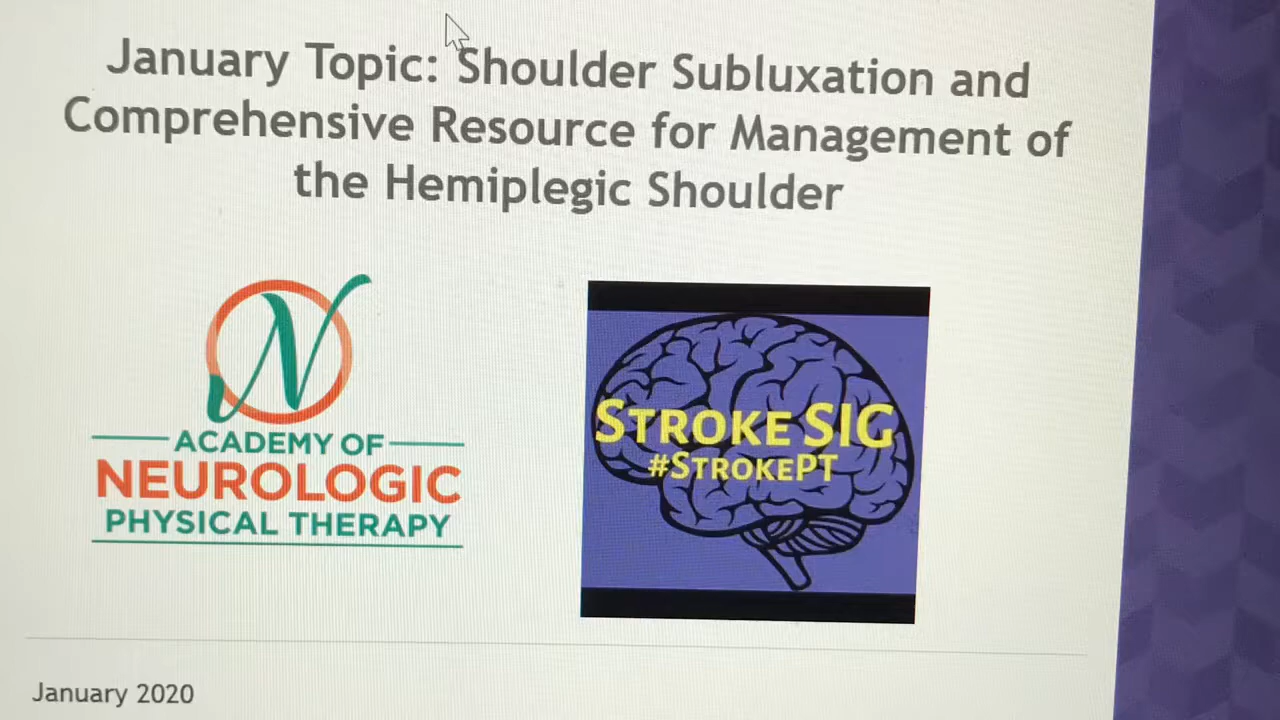 January Topic: Shoulder Subluxation and
Comprehensive Resource for Management of
the Hemiplegic Shoulder
N
ACADEMY OF
NEUROLOGIC
PHYSICAL THERAPY
STROKE SIG
#STROKEPT
January 2020